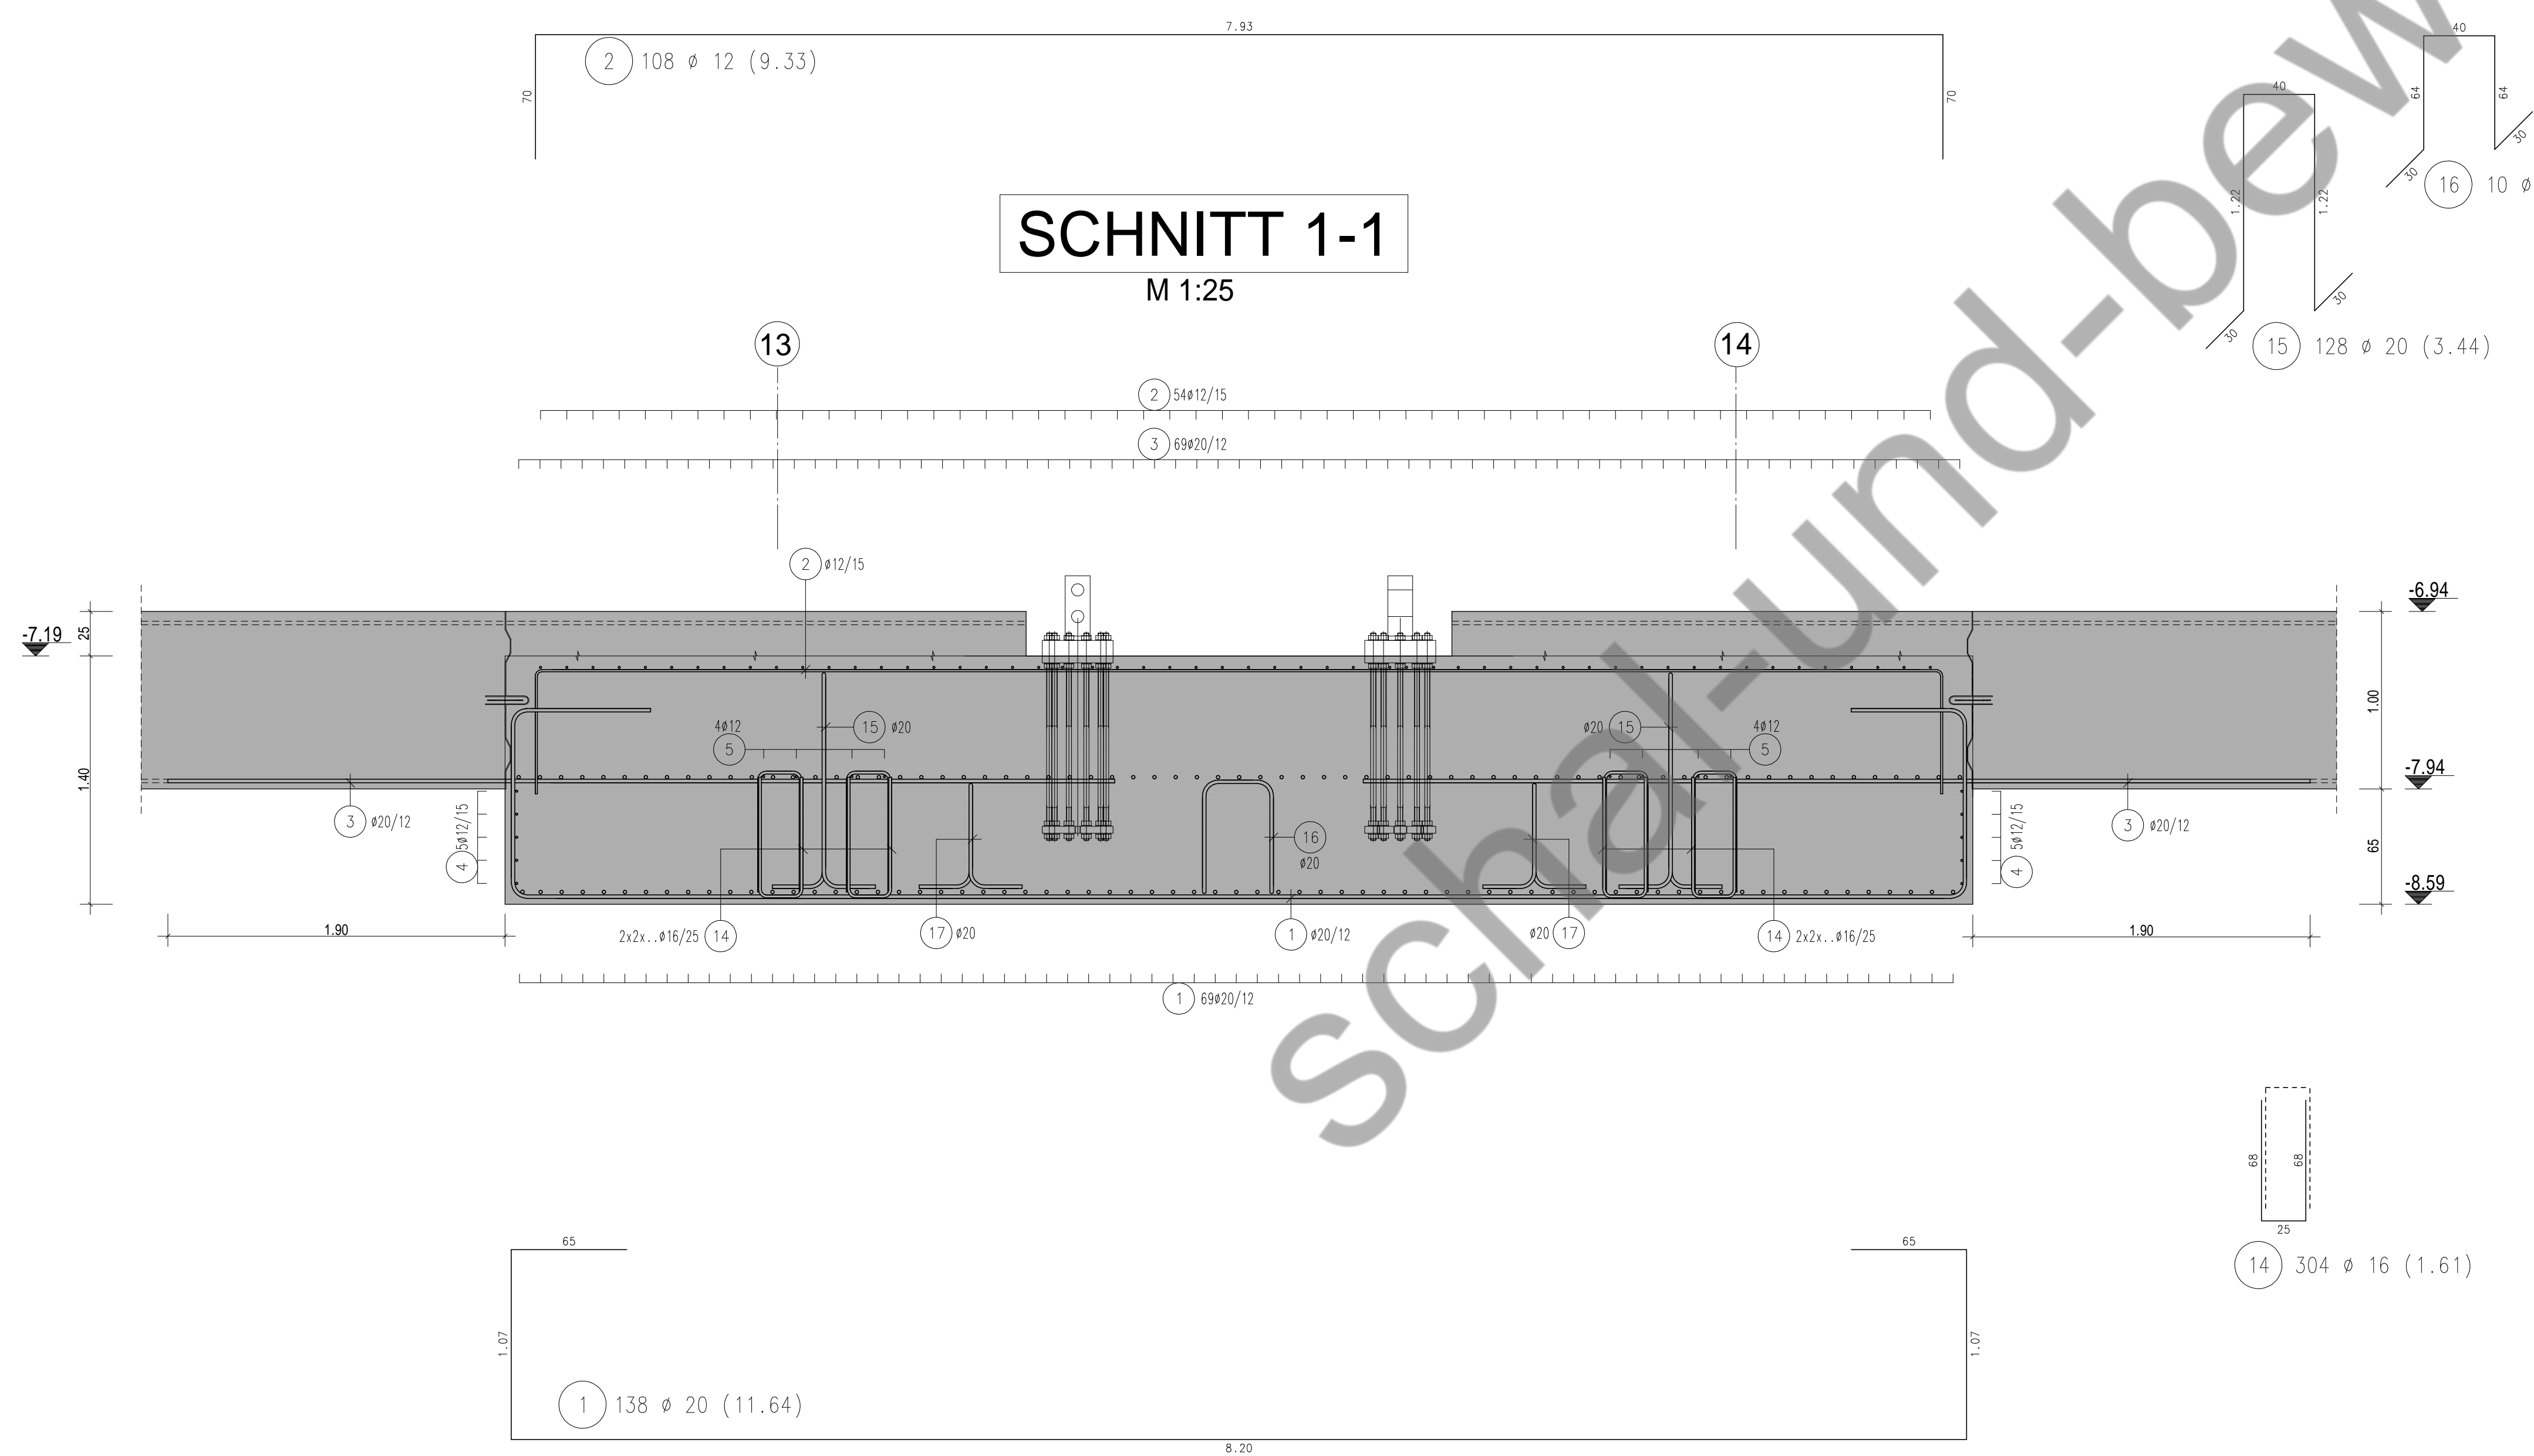 7.93
2 108 ø 12 (9.33)
70
70
40
64
64
30
30
16 10 ø
40
1.22
1.22
30
30
15 128 ø 20 (3.44)
SCHNITT 1-1
M 1:25
13
14
2 54ø12/15
3 69ø20/12
2 ø12/15
-7.19
25
1.40
-6.94
1.00
-7.94
65
-8.59
4ø12
5
15 ø20
ø20 15
4ø12
5
3 ø20/12
4 5ø12/15
16
ø20
4 5ø12/15
3 ø20/12
1.90
2x2x..ø16/25 14
17 ø20
1 ø20/12
ø20 17
14 2x2x..ø16/25
1.90
1 69ø20/12
68
68
25
14 304 ø 16 (1.61)
65
65
1.07
1.07
1 138 ø 20 (11.64)
8.20
schal-und-bew